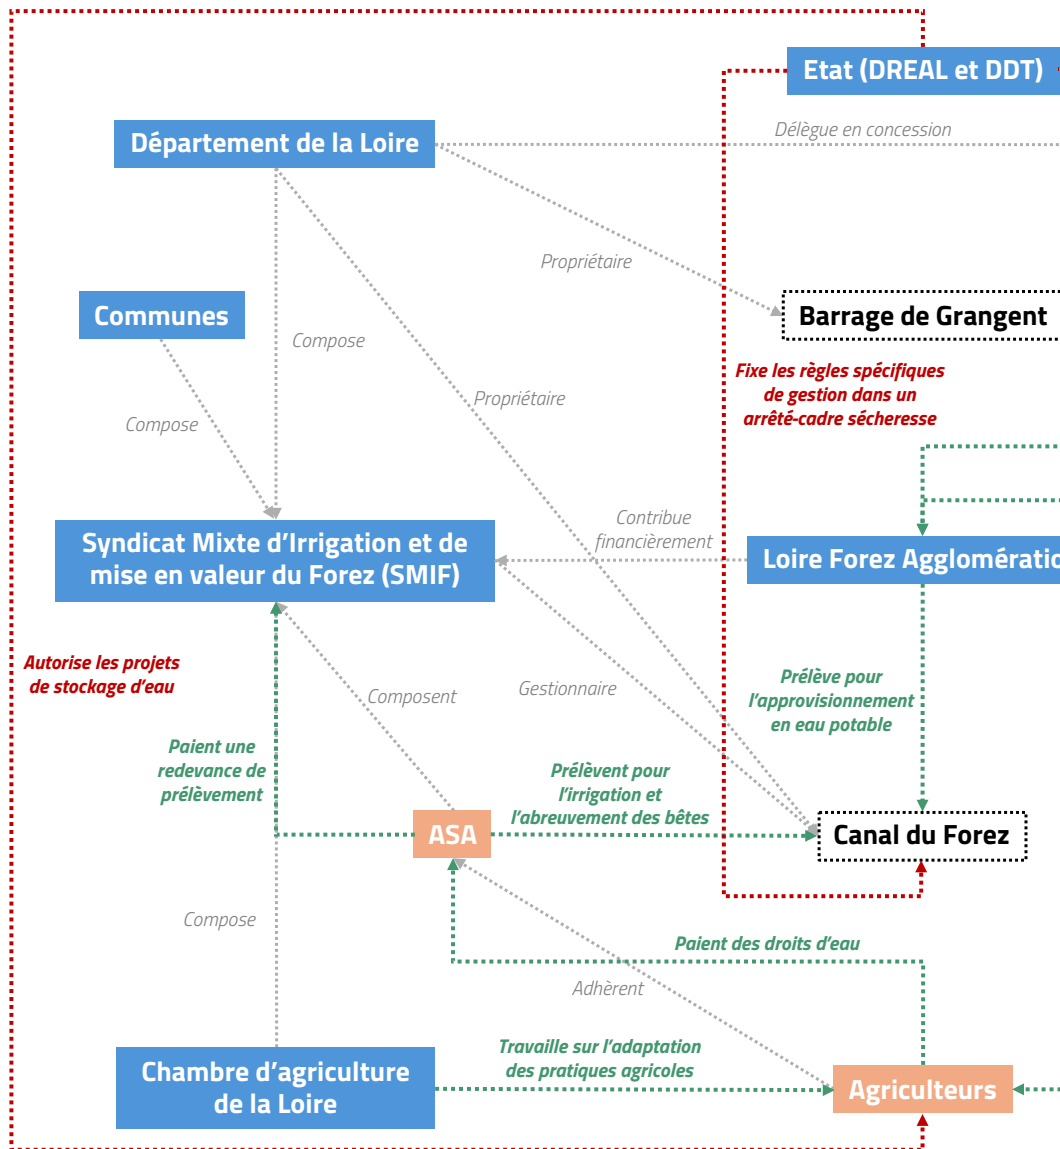 Etat (DREAL et DDT)
Département de la Loire
Délègue en concession
Propriétaire
Communes
Barrage de Grangent
Compose
Fixe les règles spécifiques
de gestion dans un
arrêté-cadre sécheresse
Propriétaire
Compose
Contribue
financièrement
Syndicat Mixte d’Irrigation et de
mise en valeur du Forez (SMIF)
Loire Forez Agglomératio
Autorise les projets
de stockage d’eau
Composent
Gestionnaire
Prélève pour
l’approvisionnement
en eau potable
Paient une
redevance de
prélèvement
Prélèvent pour
l’irrigation et
l’abreuvement des bêtes
ASA
Canal du Forez
Compose
Paient des droits d’eau
Adhèrent
Travaille sur l’adaptation
des pratiques agricoles
Chambre d’agriculture
de la Loire
Agriculteurs